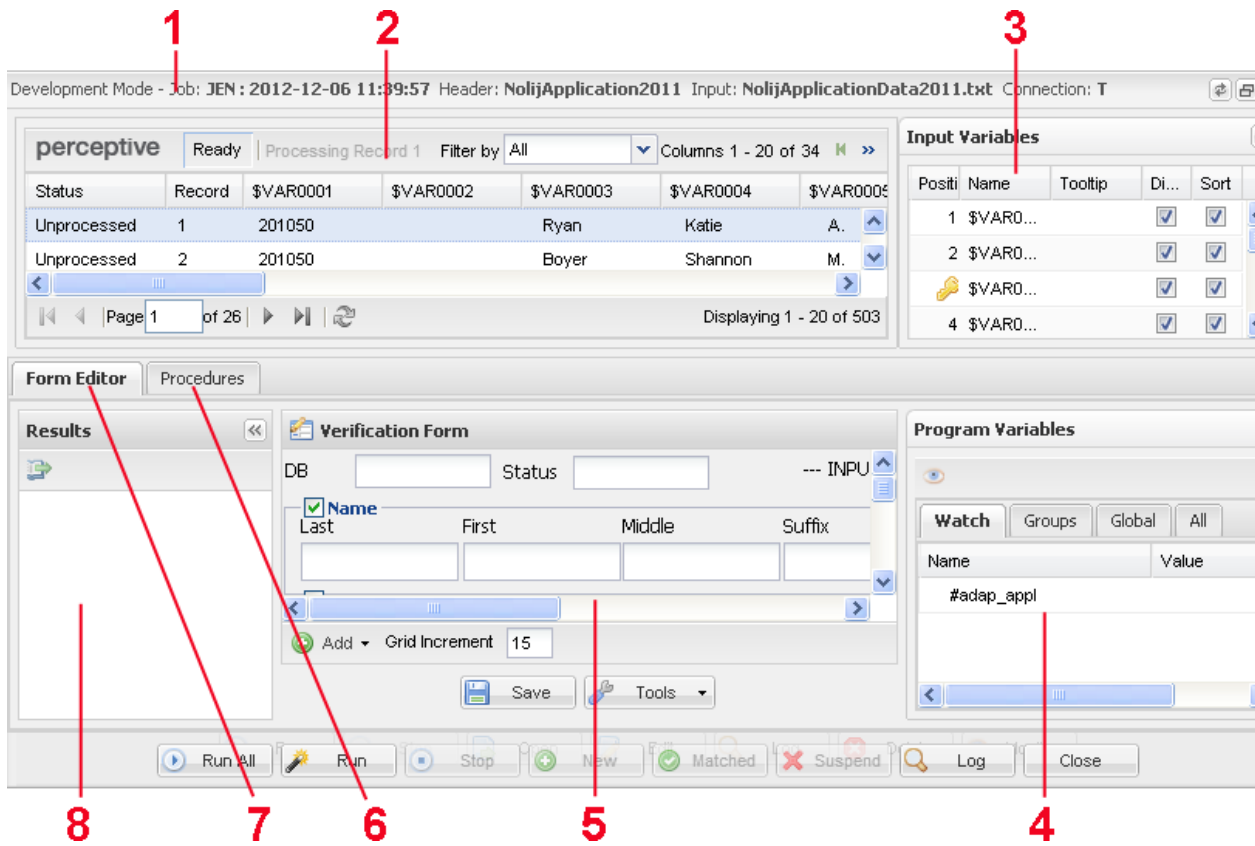 1 2 3
Development Mode - Job: JEN : 2012-12-06 11:39:57 Header: NolijApplication2011 Input: NolijApplicationData2011.txt Connection: T
perceptive Ready Processing Record 1 Filter by All Columns 1 - 20 of 34
Status Record $VAR0001 $VAR0002 $VAR0003 $VAR0004 $VAR0005
Unprocessed 1 201050 Ryan Katie A.
Unprocessed 2 201050 Boyer Shannon M.
Page 1 of 26 Displaying 1 - 20 of 503
Input Variables
Positi Name Tooltip Di... Sort
1 $VAR0...
2 $VAR0...
$VAR0...
4 $VAR0...
Form Editor Procedures
Results
Verification Form
DB Status --- INPU
Name
Last First Middle Suffix
Add Grid Increment 15
Save Tools
Program Variables
Watch Groups Global All
Name Value
#adap_appl
Run All Run Stop New Matched Suspend Log Close
8 7 6 5 4